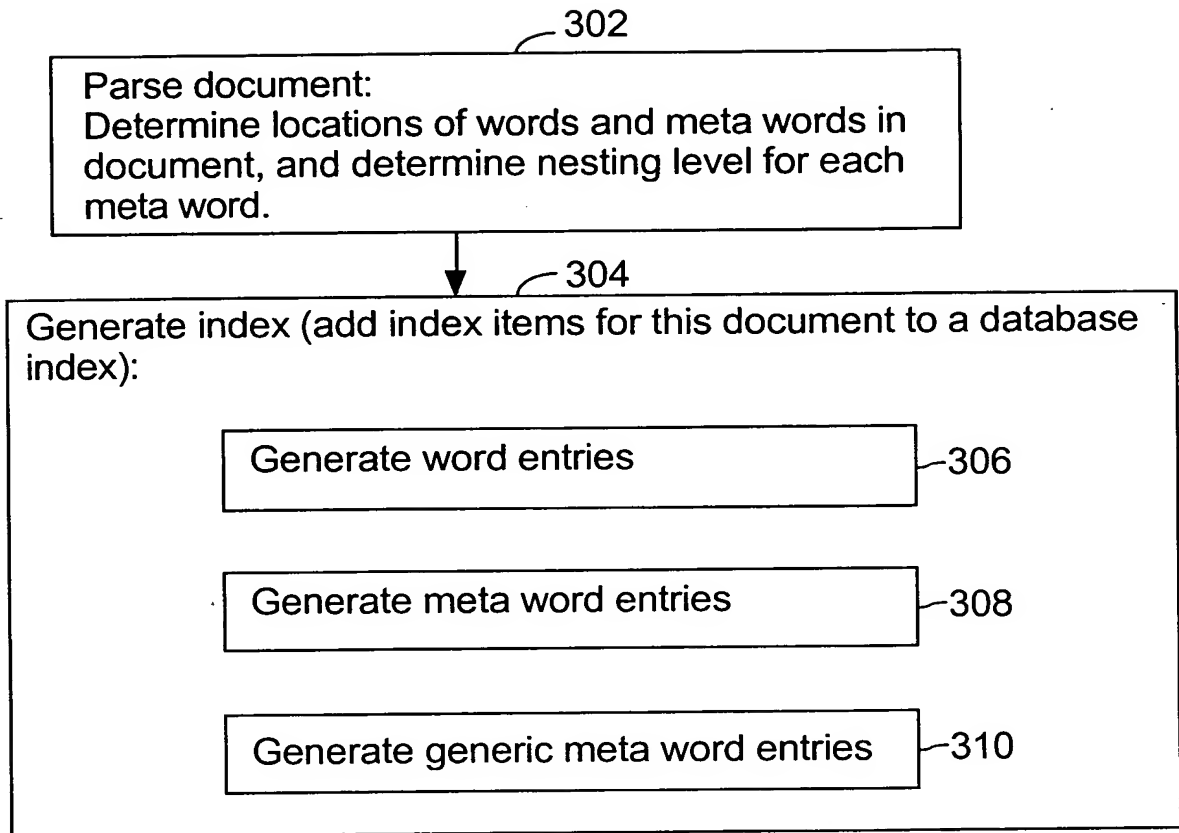 302
Parse document:
Determine locations of words and meta words in
document, and determine nesting level for each
meta word.
304
Generate index (add index items for this document to a database
index):
Generate word entries
306
Generate meta word entries
308
Generate generic meta word entries
310